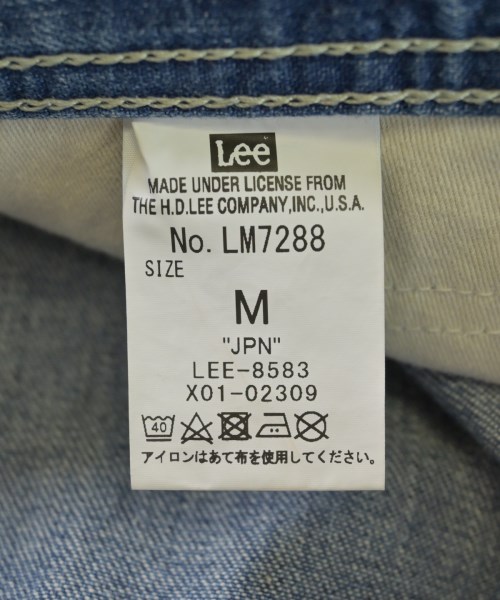 Lee
MADE UNDER LICENSE FROM
THE H.D.LEE COMPANY,INC.,U.S.A.
No. LM7288
SIZE
M
"JPN"
LEE-8583
X01-02309
40
アイロンはあて布を使用してください。